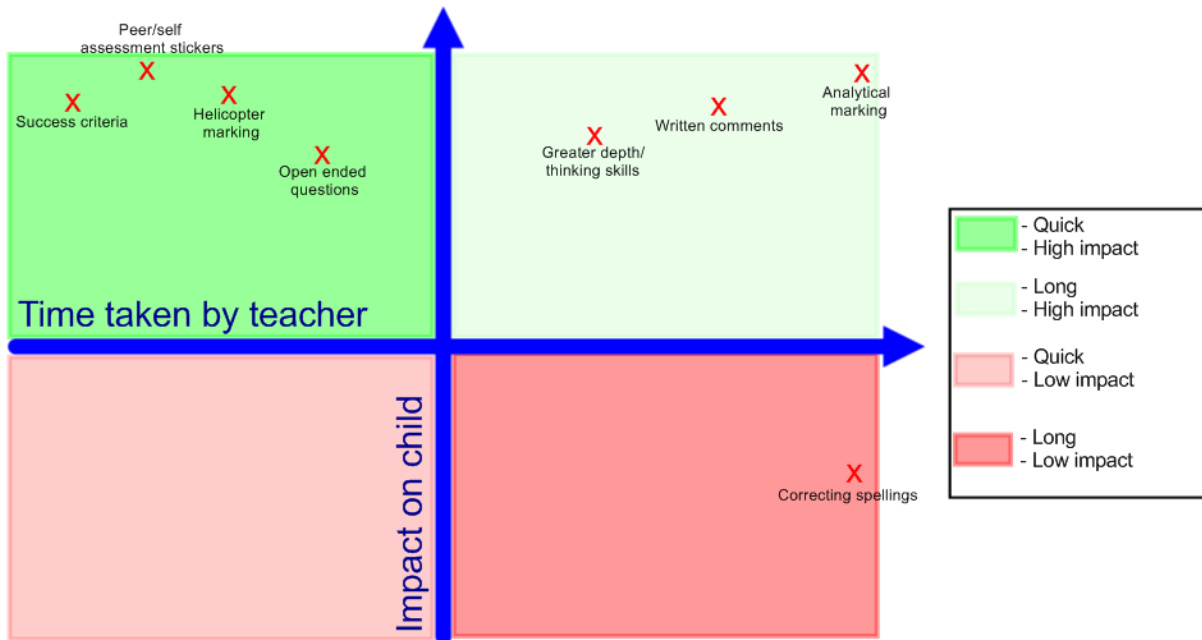 Peer/self
assessment stickers
X
X
X
Success criteria
Helicopter
marking
X
Open ended
questions
X
Analytical
marking
X
Written comments
X
Greater depth/
thinking skills
Time taken by teacher
Impact on child
X
Correcting spellings
- Quick
- High impact
- Long
- High impact
- Quick
- Low impact
- Long
- Low impact